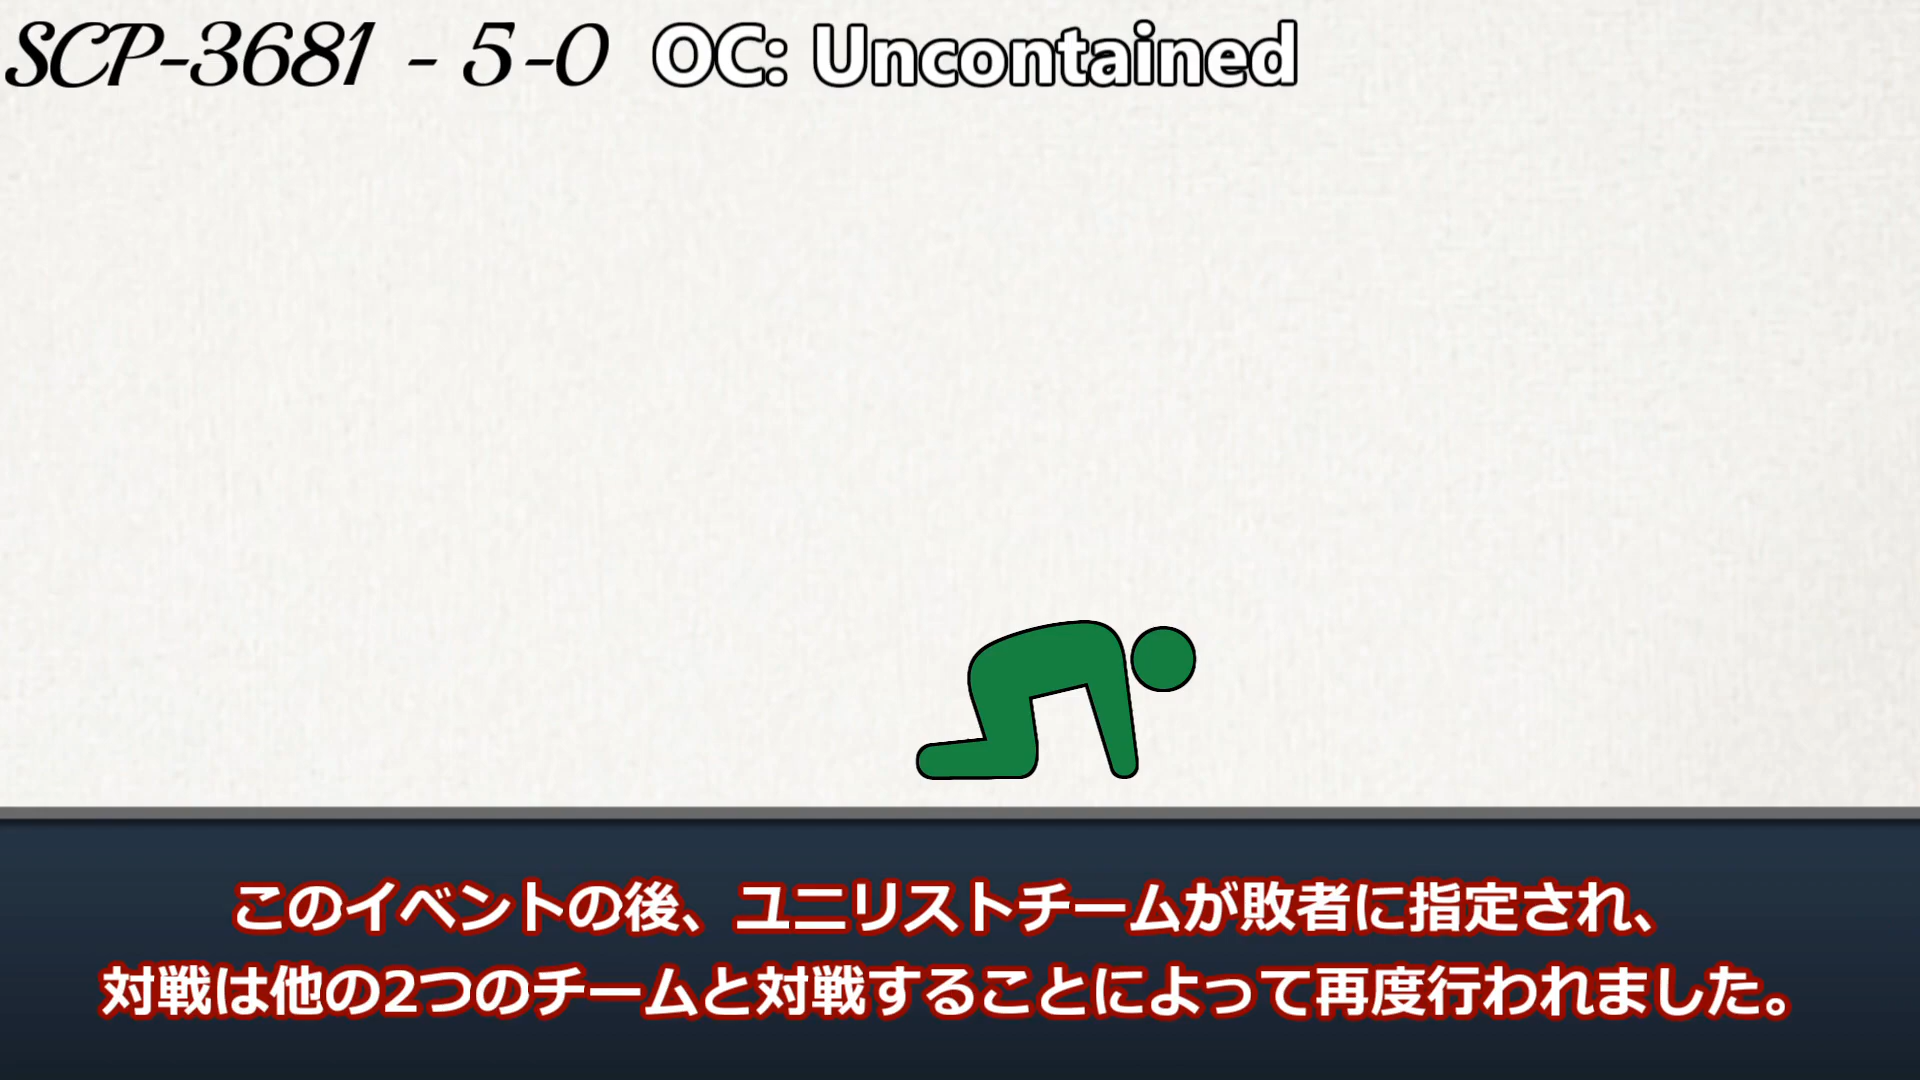 SCP-3681 - 5-0 OC: Uncontained
このイベントの後、ユニリストチームが敗者に指定され、
対戦は他の2つのチームと対戦することによって再度行われました。